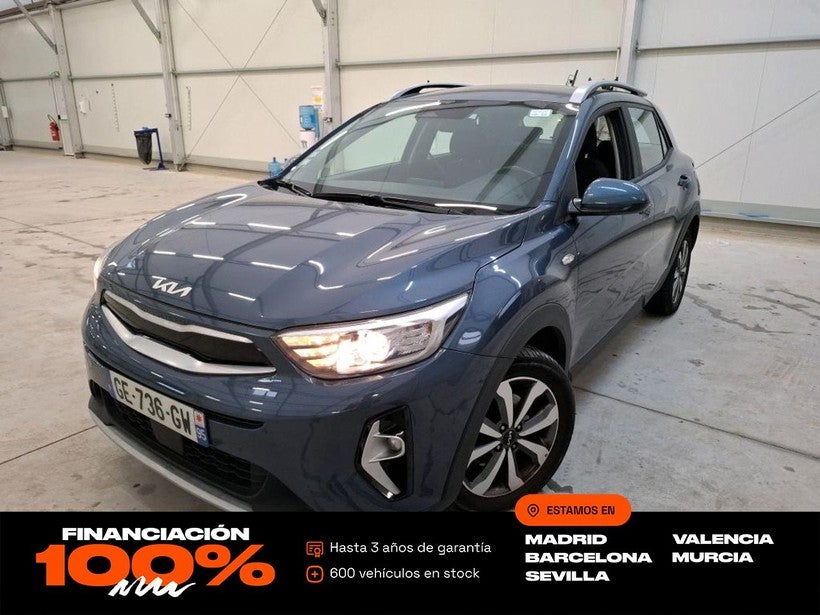 KIA
GE-736-GW
95
ESTAMOS EN
FINANCIACIÓN
100%
Hasta 3 años de garantía
600 vehículos en stock
MADRID
BARCELONA
SEVILLA
VALENCIA
MURCIA